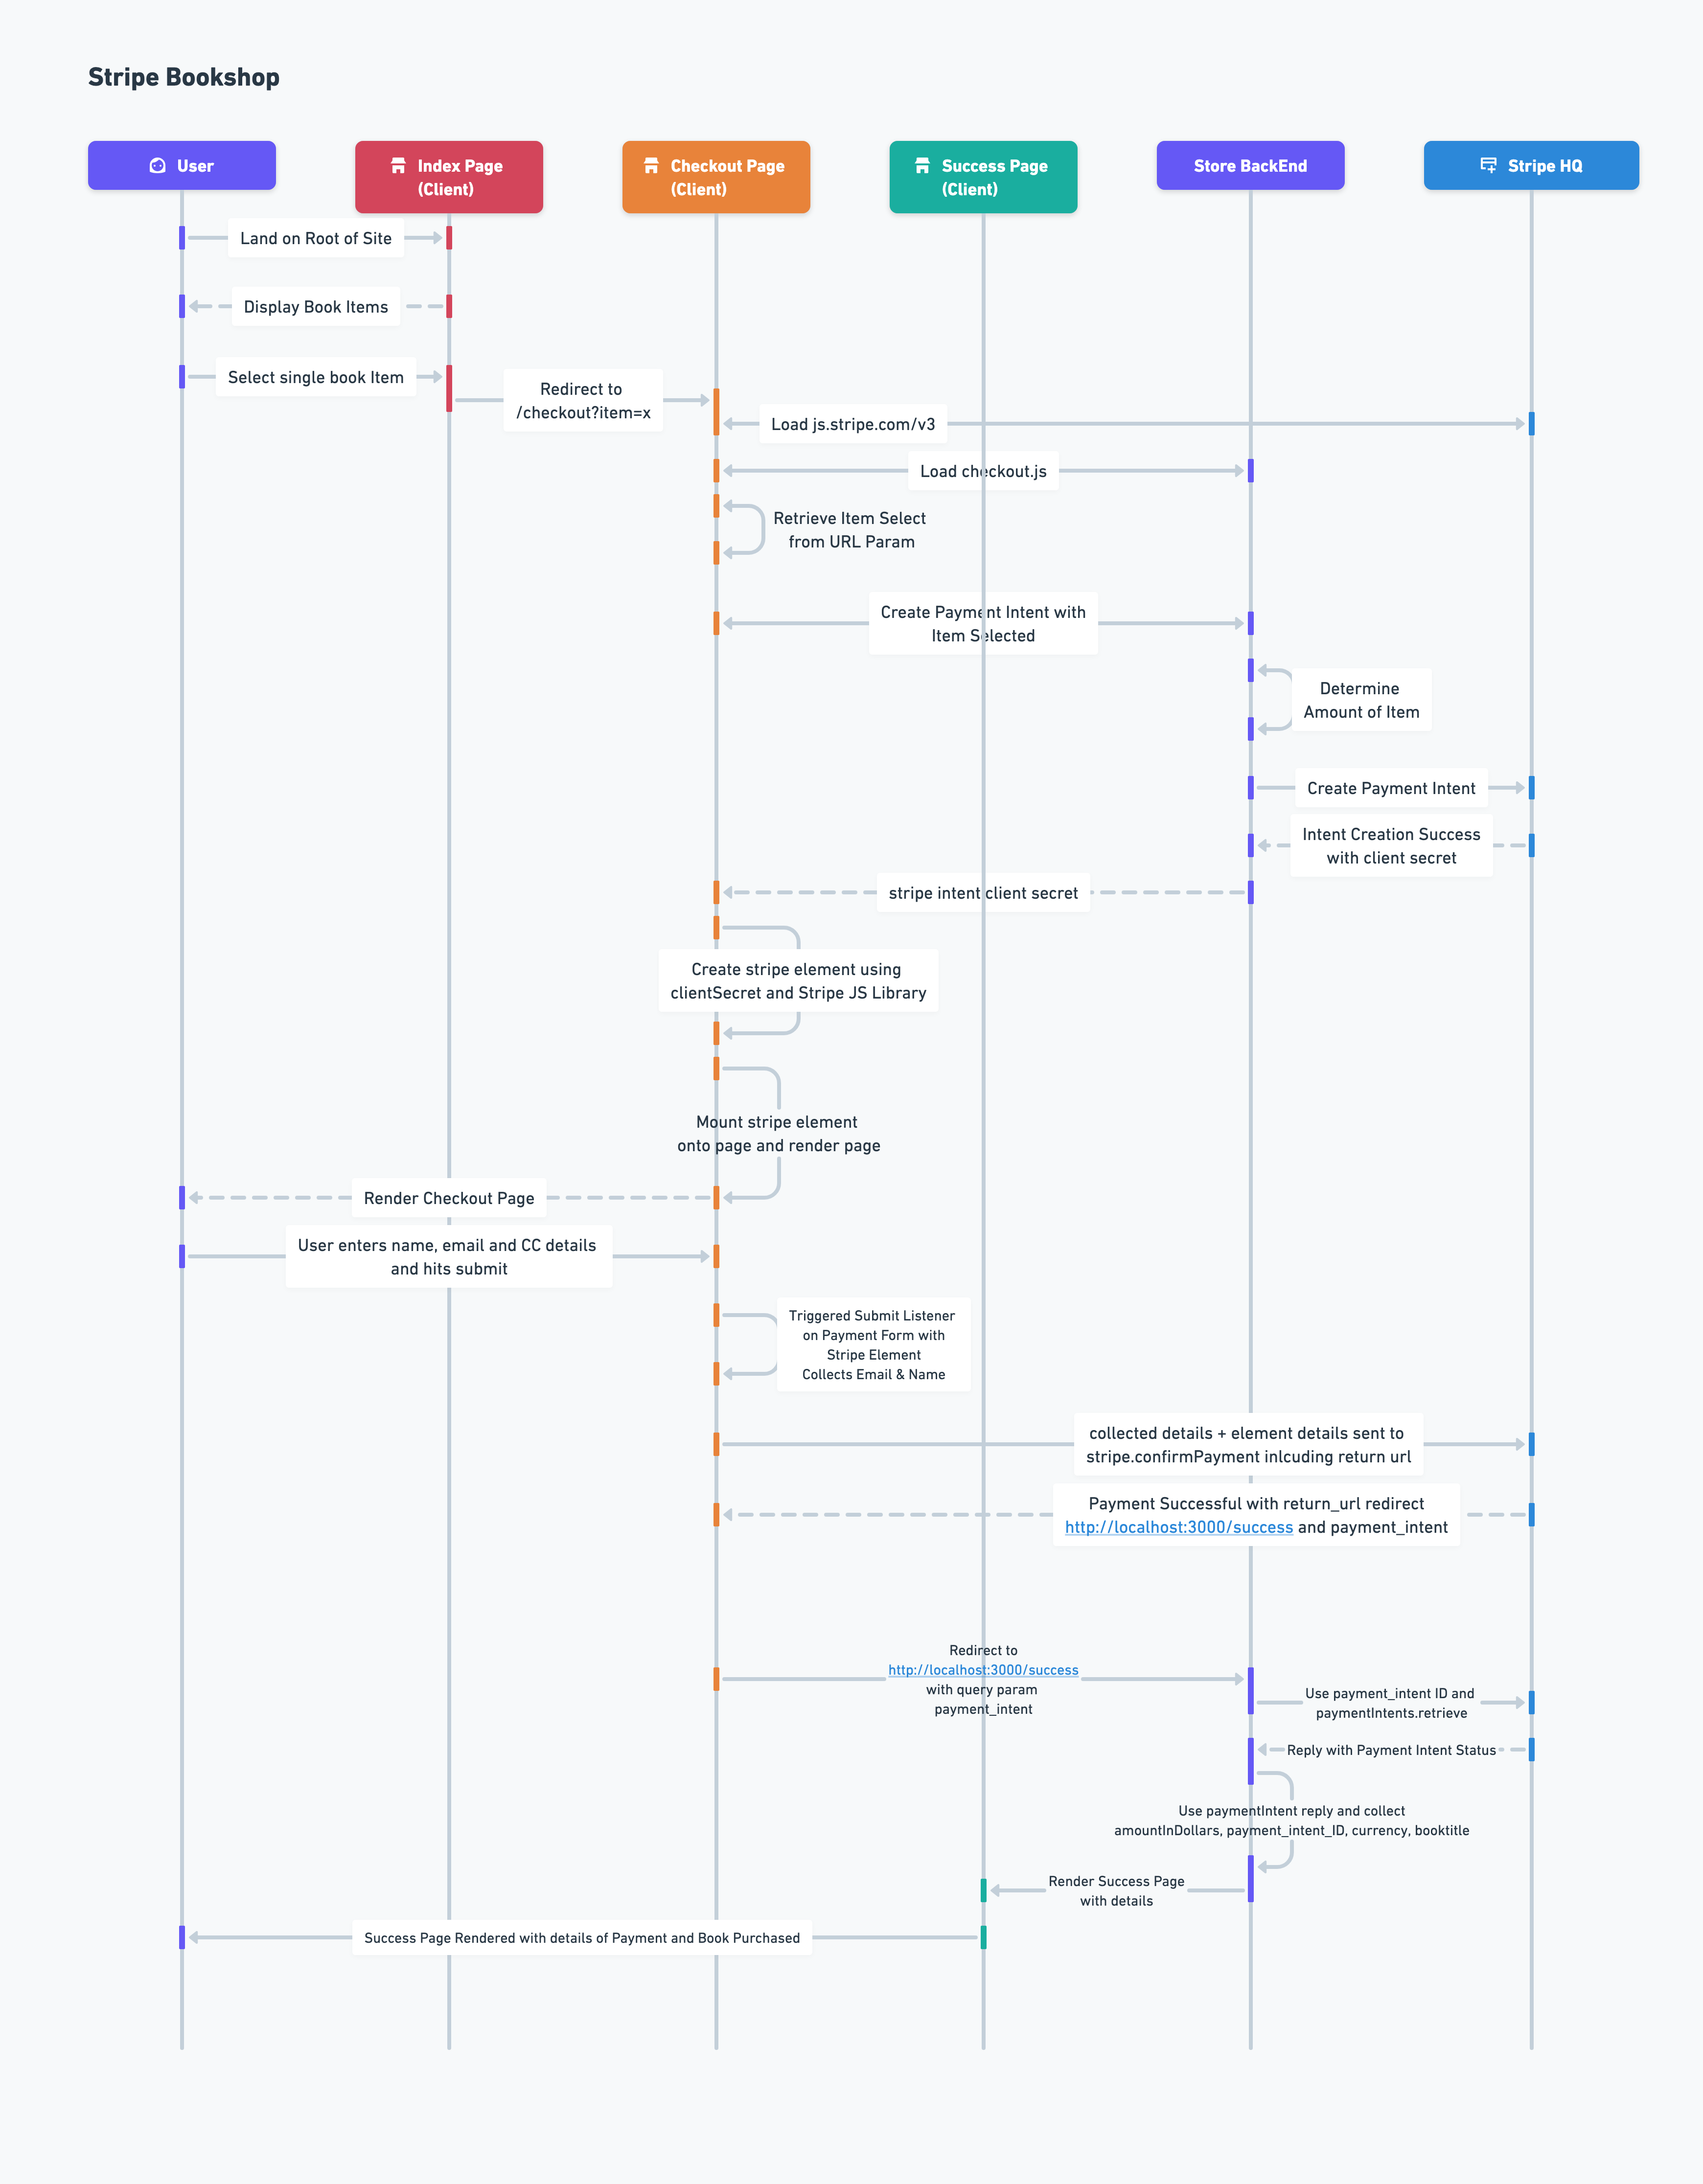 Stripe Bookshop
User
Index Page
(Client)
Checkout Page
(Client)
Success Page
(Client)
Store BackEnd
Stripe HQ
Land on Root of Site
Display Book Items
Select single book Item
Redirect to
/checkout?item=x
Load js.stripe.com/v3
Load checkout.js
Retrieve Item Select
from URL Param
Create Payment Intent with
Item Selected
Determine
Amount of Item
Create Payment Intent
Intent Creation Success
with client secret
stripe intent client secret
Create stripe element using
clientSecret and Stripe JS Library
Mount stripe element
onto page and render page
Render Checkout Page
User enters name, email and CC details
and hits submit
Triggered Submit Listener
on Payment Form with
Stripe Element
Collects Email & Name
collected details + element details sent to
stripe.confirmPayment inlcuding return url
Payment Successful with return_url redirect
http://localhost:3000/success and payment_intent
Redirect to
http://localhost:3000/success
with query param
payment_intent
Use payment_intent ID and
paymentIntents.retrieve
Reply with Payment Intent Status
Use paymentIntent reply and collect
amountInDollars, payment_intent_ID, currency, booktitle
Render Success Page
with details
Success Page Rendered with details of Payment and Book Purchased